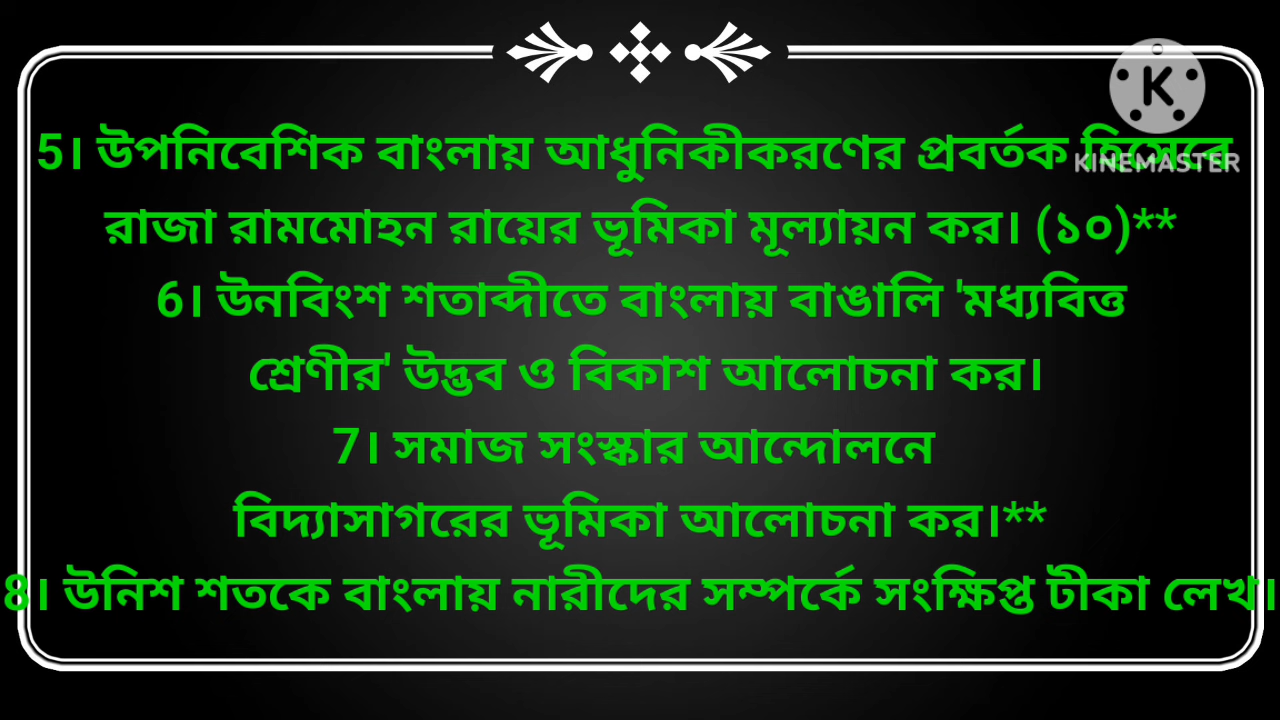 5। উপনিবেশিক বাংলায় আধুনিকীকরণের প্রবর্তক হিসেবে
KINEMASTER
রাজা রামমোহন রায়ের ভূমিকা মূল্যায়ন কর। (১০)**
6। উনবিংশ শতাব্দীতে বাংলায় বাঙালি 'মধ্যবিত্ত
শ্রেণীর' উদ্ভব ও বিকাশ আলোচনা কর।
7। সমাজ সংস্কার আন্দোলনে
বিদ্যাসাগরের ভূমিকা আলোচনা কর।**
8। উনিশ শতকে বাংলায় নারীদের সম্পর্কে সংক্ষিপ্ত টীকা লেখ।